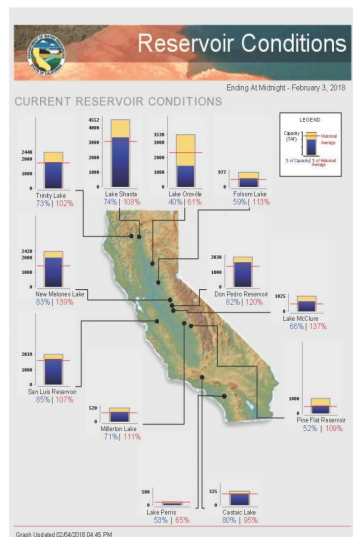 Reservoir Conditions
Ending At Midnight - February 3, 2018
CURRENT RESERVOIR CONDITIONS
LEGEND
Capacity
(TAF)
Historical
Average
% of Capacity | % of Historical
Average
2448
2000
1000
0
Trinity Lake
73% | 102%
4552
4000
3000
2000
1000
0
Lake Shasta
74% | 108%
3538
3000
2000
1000
0
Lake Oroville
40% | 61%
977
0
Folsom Lake
59% | 113%
2420
2000
1000
0
New Melones Lake
83% | 139%
2030
1000
0
Don Pedro Reservoir
82% | 120%
1025
0
Lake McClure
66% | 137%
2039
1000
0
San Luis Reservoir
85% | 107%
520
0
Millerton Lake
71% | 111%
1000
0
Pine Flat Reservoir
52% | 109%
0
Lake Perris
53% | 65%
325
0
Castaic Lake
80% | 95%
Graph Updated 02/04/2018 04:45 PM